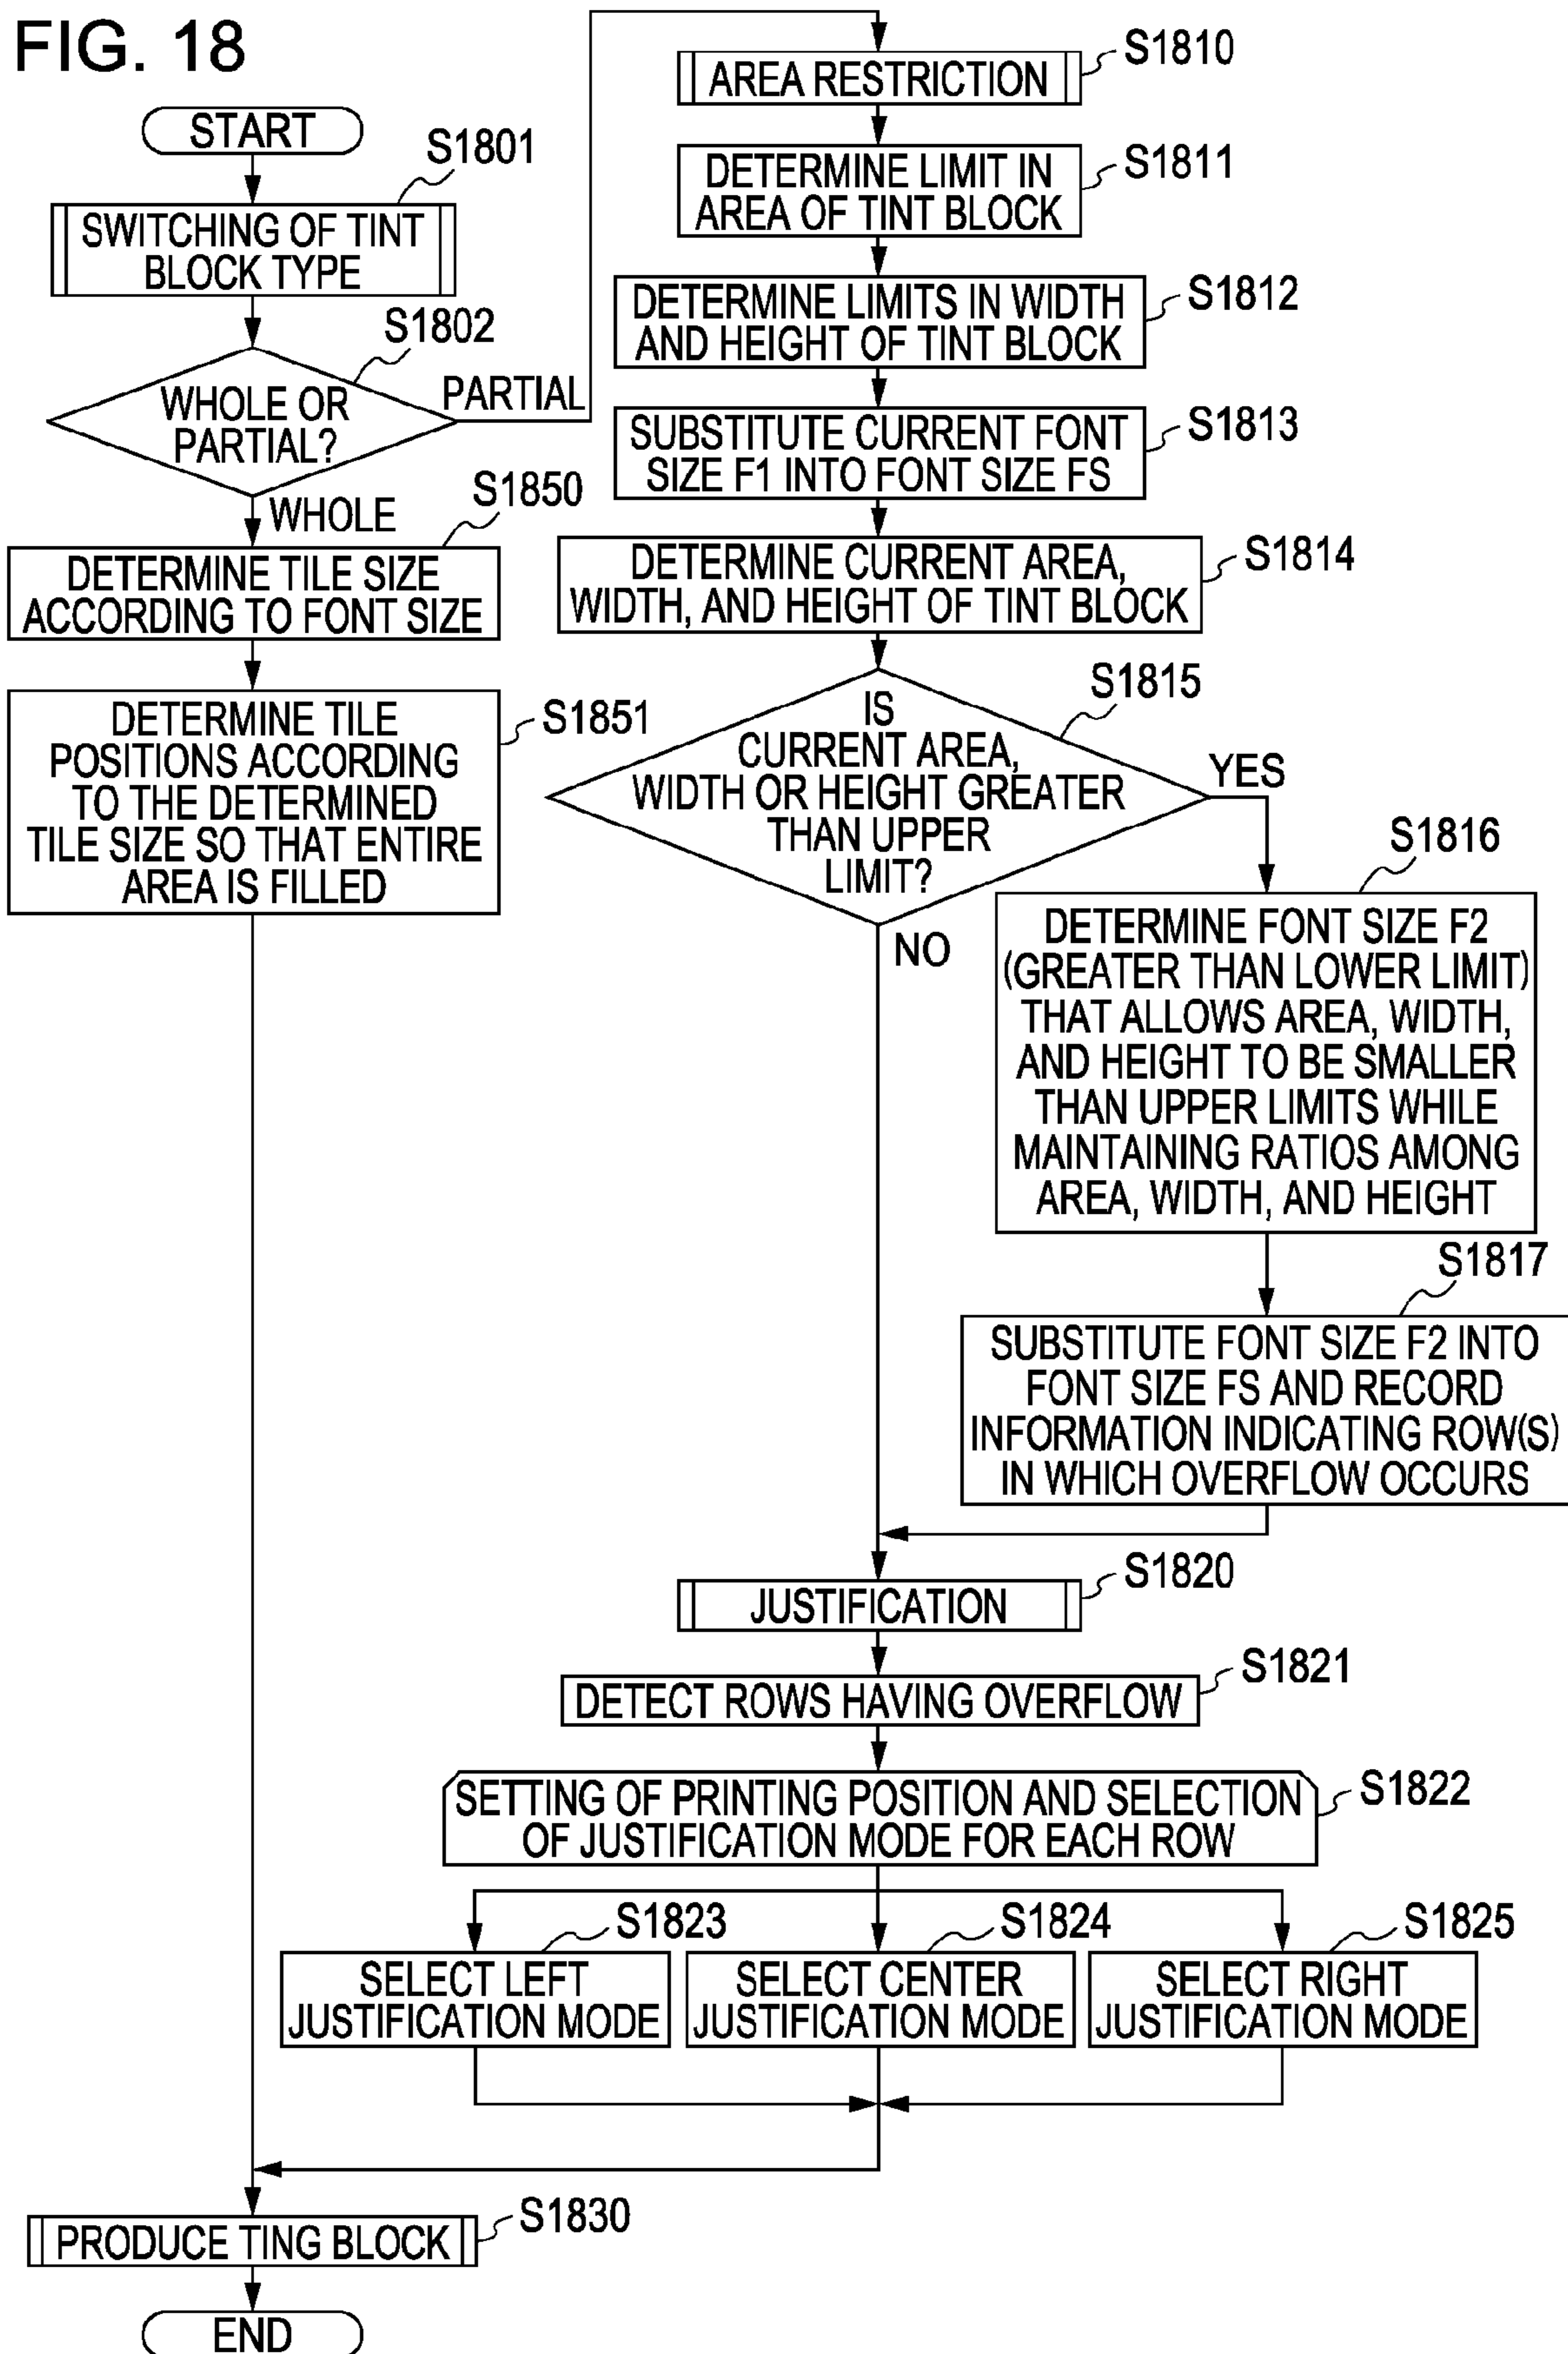 FIG. 18
START
S1801
SWITCHING OF TINT
BLOCK TYPE
S1802
WHOLE OR
PARTIAL?
PARTIAL
WHOLE
S1850
DETERMINE TILE SIZE
ACCORDING TO FONT SIZE
S1851
DETERMINE TILE
POSITIONS ACCORDING
TO THE DETERMINED
TILE SIZE SO THAT ENTIRE
AREA IS FILLED
S1810
AREA RESTRICTION
S1811
DETERMINE LIMIT IN
AREA OF TINT BLOCK
S1812
DETERMINE LIMITS IN WIDTH
AND HEIGHT OF TINT BLOCK
S1813
SUBSTITUTE CURRENT FONT
SIZE F1 INTO FONT SIZE FS
S1814
DETERMINE CURRENT AREA,
WIDTH, AND HEIGHT OF TINT BLOCK
S1815
IS
CURRENT AREA,
WIDTH OR HEIGHT GREATER
THAN UPPER
LIMIT?
YES
NO
S1816
DETERMINE FONT SIZE F2
(GREATER THAN LOWER LIMIT)
THAT ALLOWS AREA, WIDTH,
AND HEIGHT TO BE SMALLER
THAN UPPER LIMITS WHILE
MAINTAINING RATIOS AMONG
AREA, WIDTH, AND HEIGHT
S1817
SUBSTITUTE FONT SIZE F2 INTO
FONT SIZE FS AND RECORD
INFORMATION INDICATING ROW(S)
IN WHICH OVERFLOW OCCURS
S1820
JUSTIFICATION
S1821
DETECT ROWS HAVING OVERFLOW
S1822
SETTING OF PRINTING POSITION AND SELECTION
OF JUSTIFICATION MODE FOR EACH ROW
S1823
SELECT LEFT
JUSTIFICATION MODE
S1824
SELECT CENTER
JUSTIFICATION MODE
S1825
SELECT RIGHT
JUSTIFICATION MODE
S1830
PRODUCE TING BLOCK
END